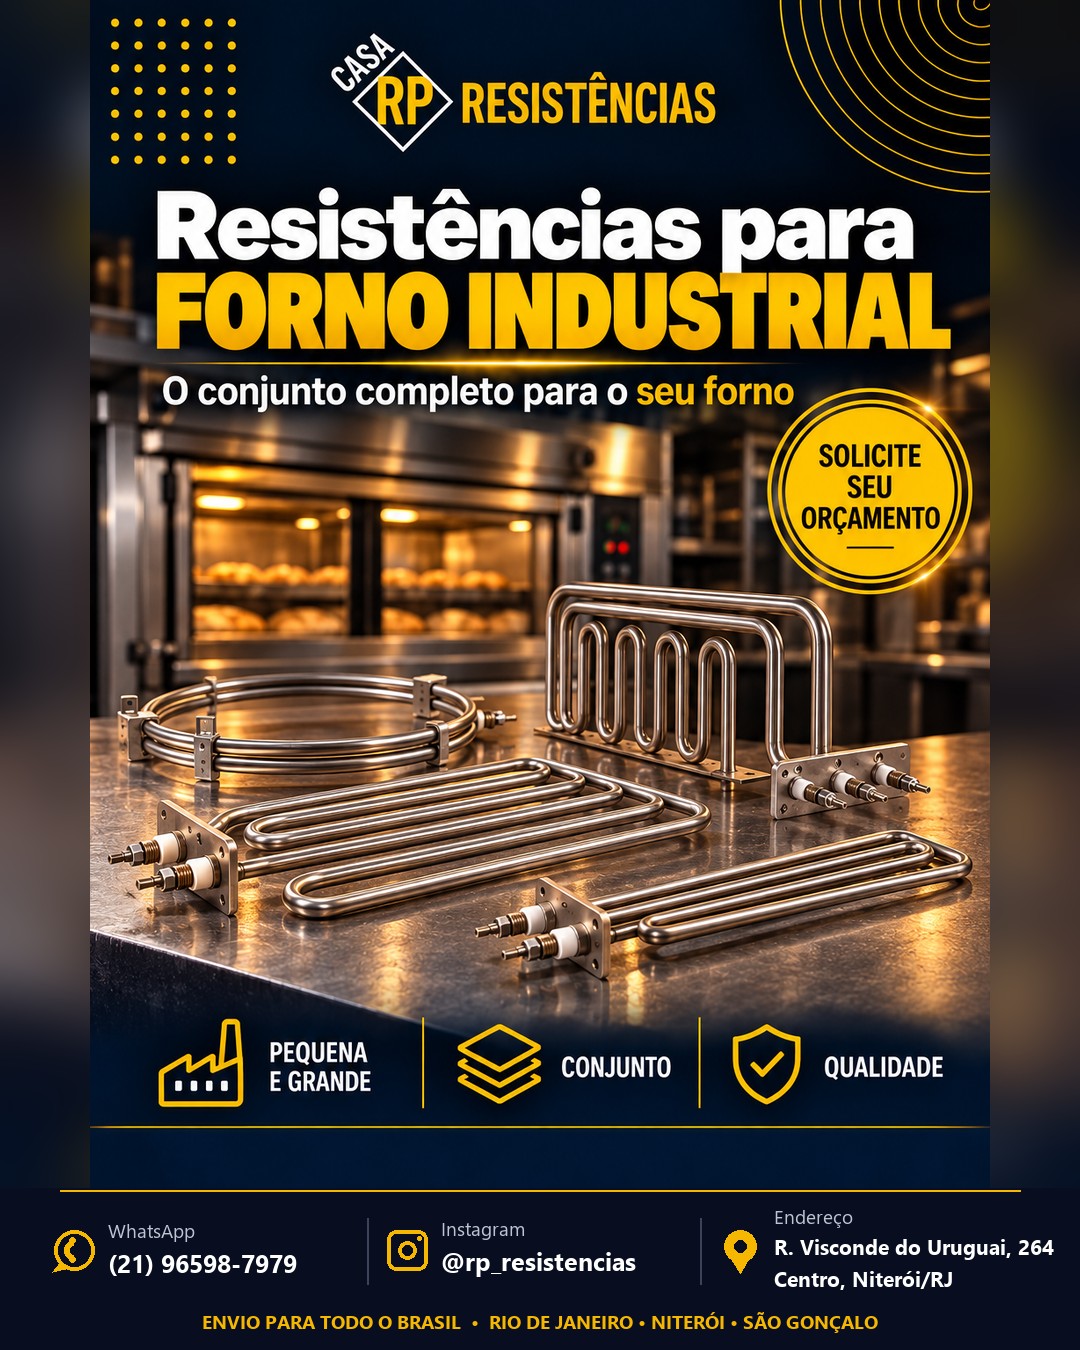 CASA
RP RESISTÊNCIAS
Resistências para
FORNO INDUSTRIAL
O conjunto completo para o seu forno
SOLICITE
SEU
ORÇAMENTO
PEQUENA
E GRANDE
CONJUNTO
QUALIDADE
WhatsApp
(21) 96598-7979
Instagram
@rp_resistencias
Endereço
R. Visconde do Uruguai, 264
Centro, Niterói/RJ
ENVIO PARA TODO O BRASIL • RIO DE JANEIRO • NITERÓI • SÃO GONÇALO